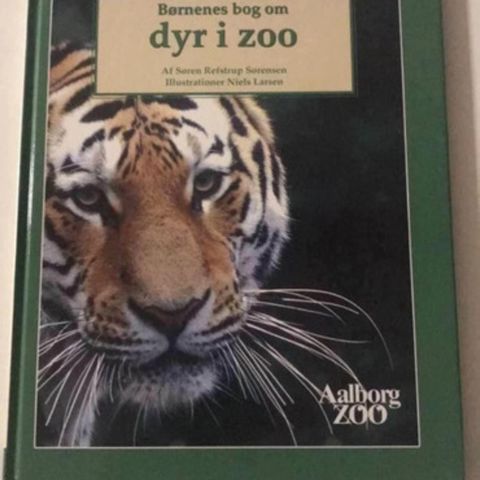 Børnenes bog om
dyr i zoo
Af Søren Refstrup Sørensen
Illustrationer Niels Larsen
Aalborg
ZOO